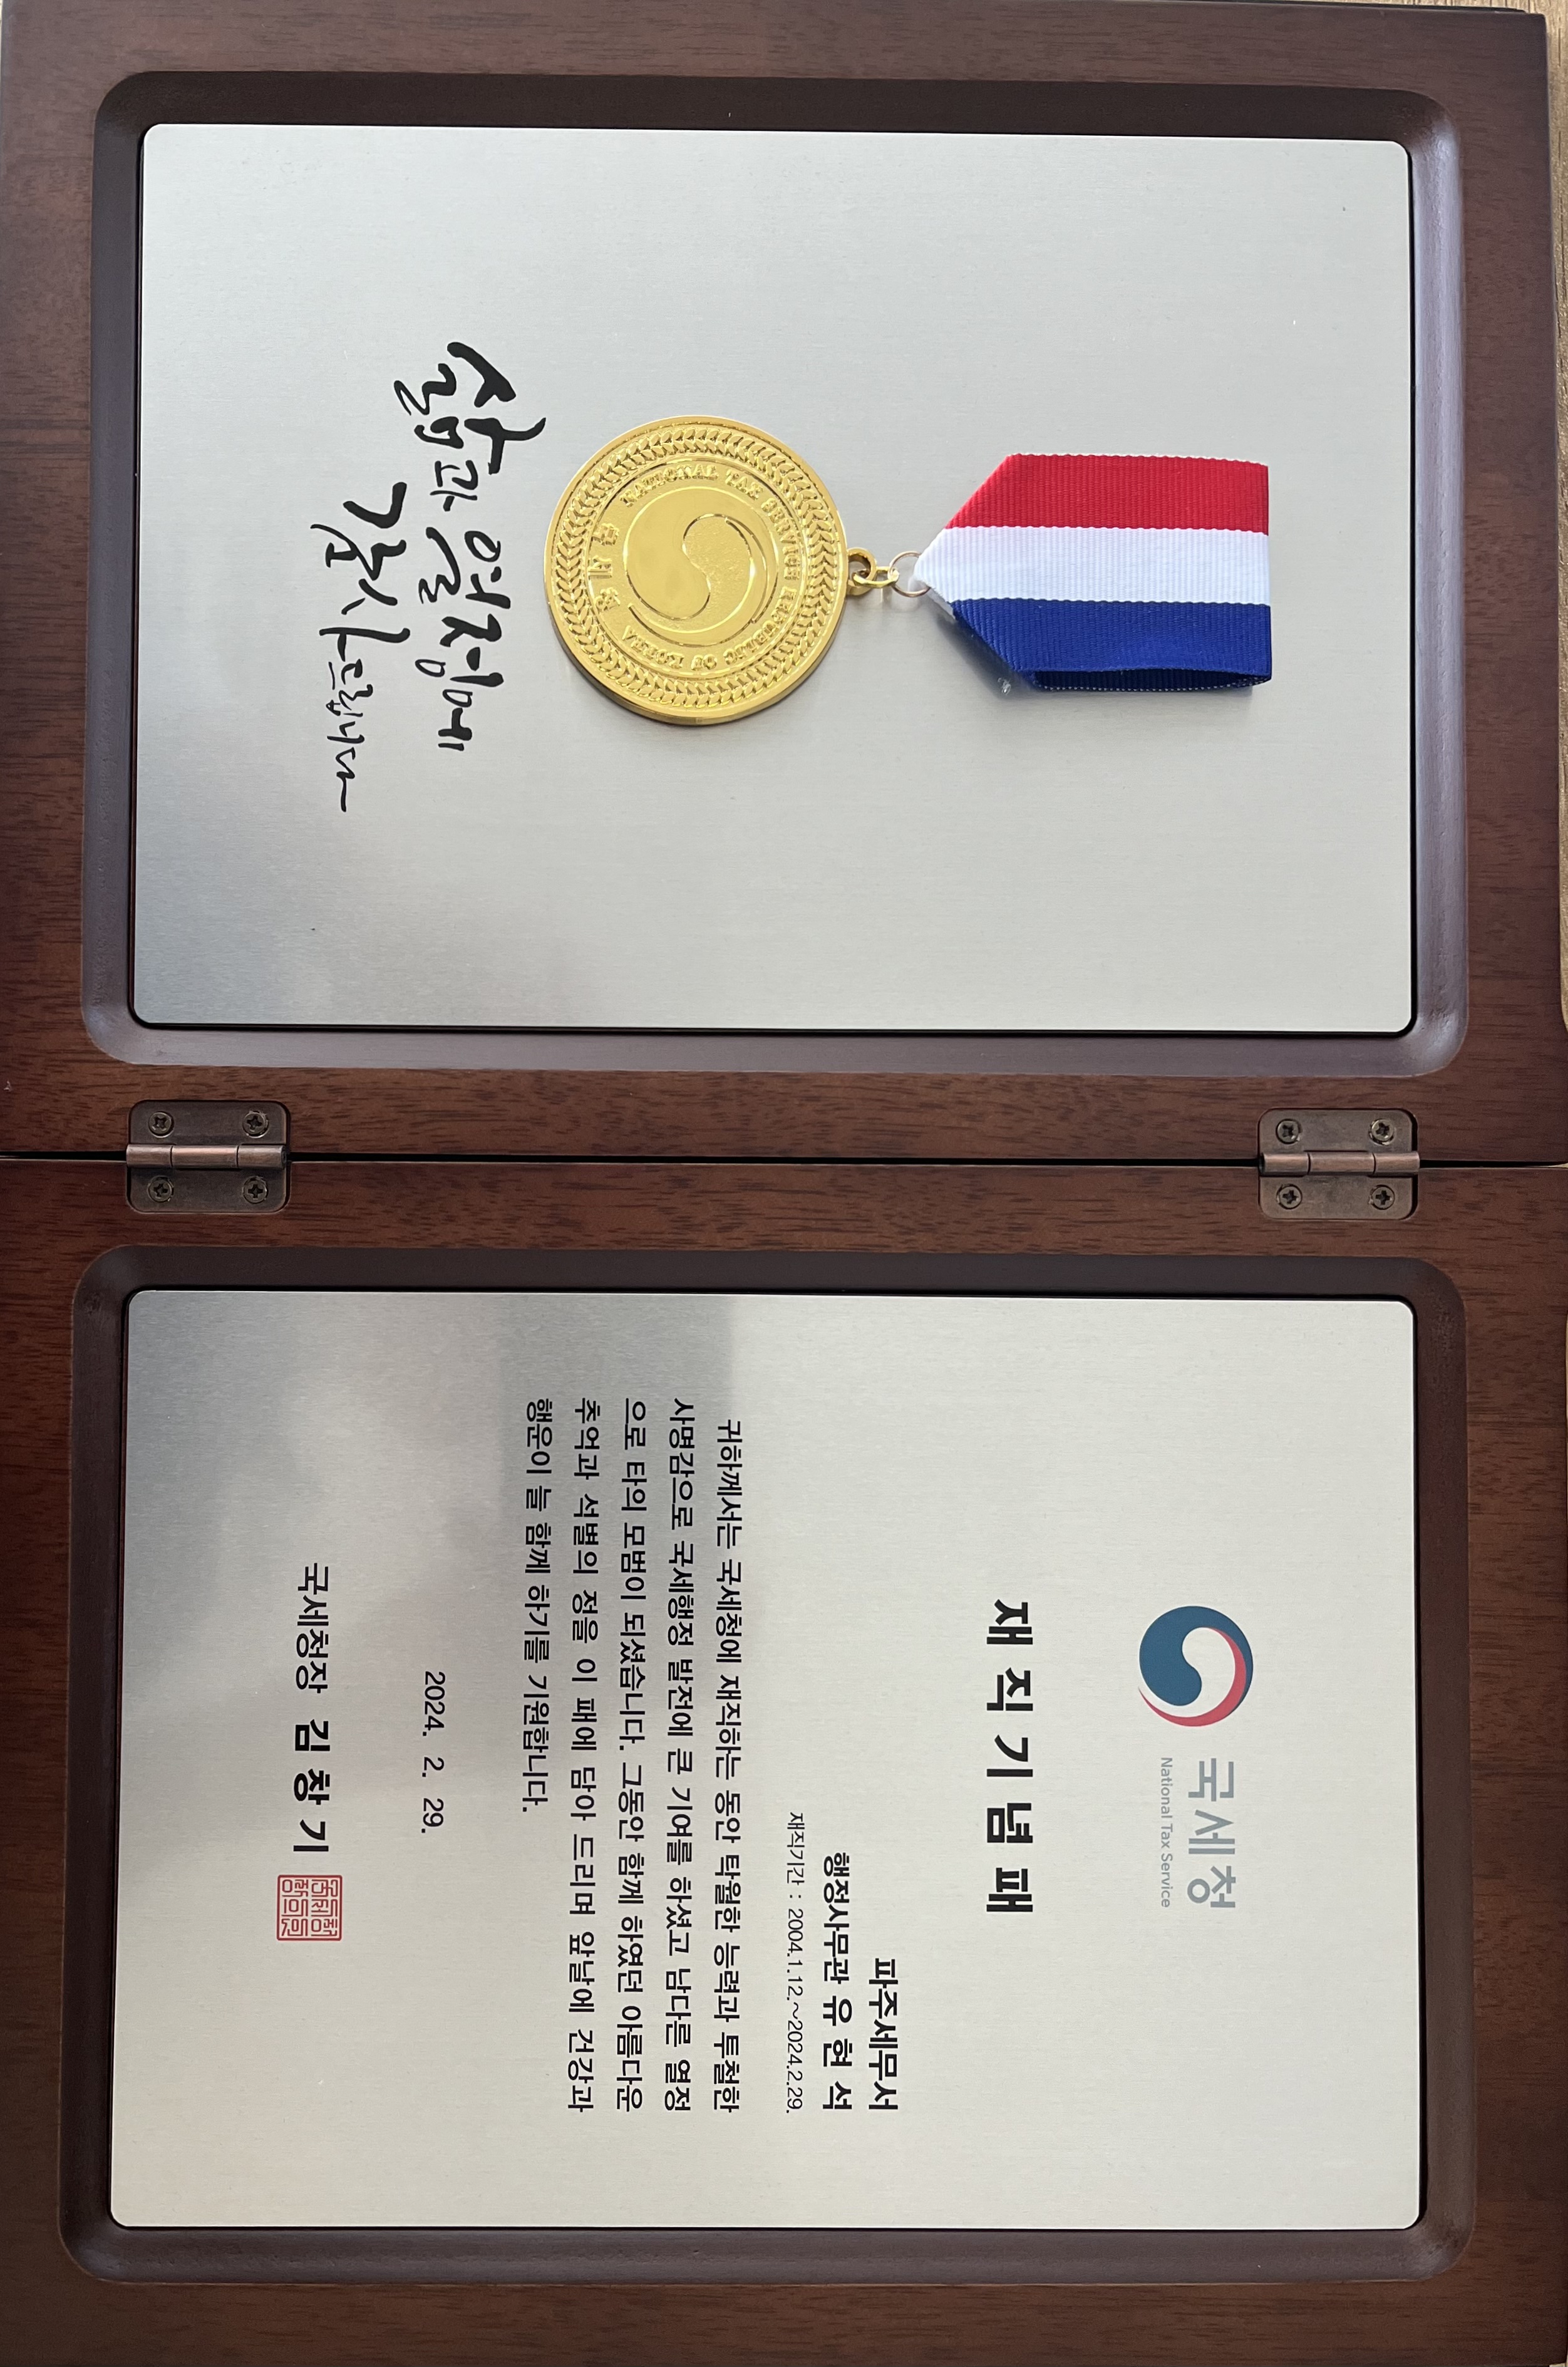 삶과 열정에
감사드립니다
NATIONAL TAX SERVICE REPUBLIC OF KOREA
국세청
국세청
National Tax Service
재직기념패
파주세무서
행정사무관 유 현 석
재직기간 : 2004.1.12.~2024.2.29.
귀하께서는 국세청에 재직하는 동안 탁월한 능력과 투철한
사명감으로 국세행정 발전에 큰 기여를 하셨고 남다른 열정
으로 타의 모범이 되셨습니다. 그동안 함께 하였던 아름다운
추억과 석별의 정을 이 패에 담아 드리며 앞날에 건강과
행운이 늘 함께 하기를 기원합니다.
2024. 2. 29.
국세청장 김 창 기